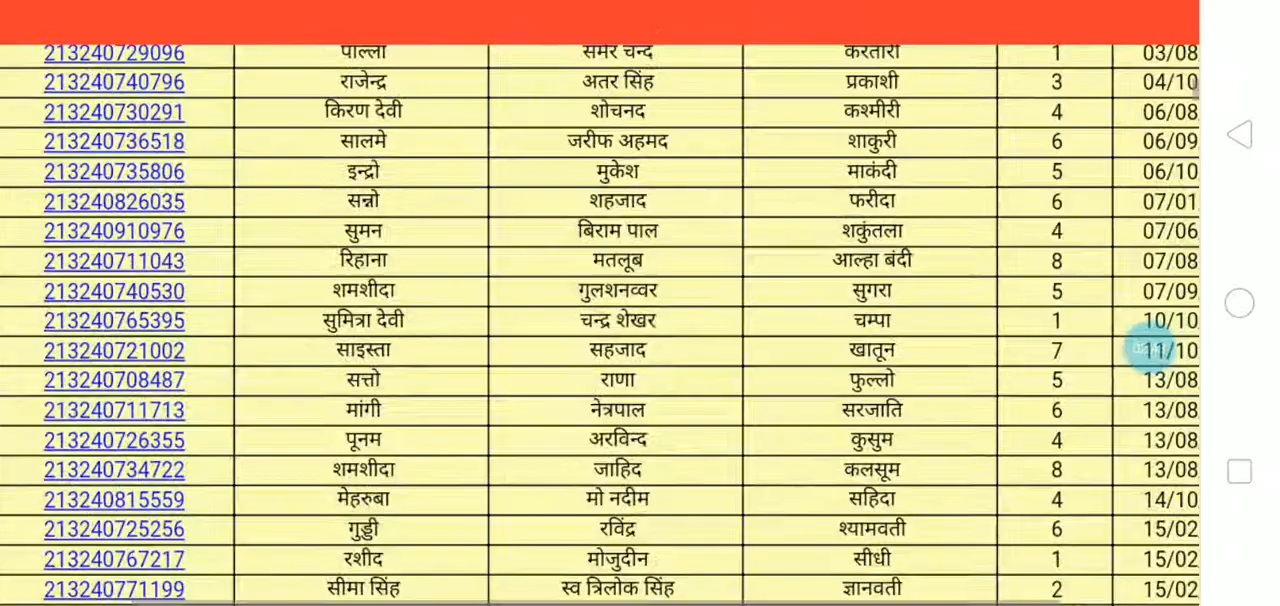 213240729096 पाल्ला समर चन्द करतारी 1 03/08
213240740796 राजेन्द्र अतर सिंह प्रकाशी 3 04/10
213240730291 किरण देवी शोचनद कश्मीरी 4 06/08
213240736518 सालमे जरीफ अहमद शाकुरी 6 06/09
213240735806 इन्द्रो मुकेश माकंदी 5 06/10
213240826035 सन्नो शहजाद फरीदा 6 07/01
213240910976 सुमन बिराम पाल शकुंतला 4 07/06
213240711043 रिहाना मतलूब आल्हा बंदी 8 07/08
213240740530 शमशीदा गुलशनव्वर सुगरा 5 07/09
213240765395 सुमित्रा देवी चन्द्र शेखर चम्पा 1 10/10
213240721002 साइस्ता सहजाद खातून 7 11/10
213240708487 सत्तो राणा फुल्लो 5 13/08
213240711713 मांगी नेत्रपाल सरजाति 6 13/08
213240726355 पूनम अरविन्द कुसुम 4 13/08
213240734722 शमशीदा जाहिद कलसूम 8 13/08
213240815559 मेहरुबा मो नदीम सहिदा 4 14/10
213240725256 गुड्डी रविंद्र श्यामवती 6 15/02
213240767217 रशीद मोजुदीन सीधी 1 15/02
213240771199 सीमा सिंह स्व त्रिलोक सिंह ज्ञानवती 2 15/02